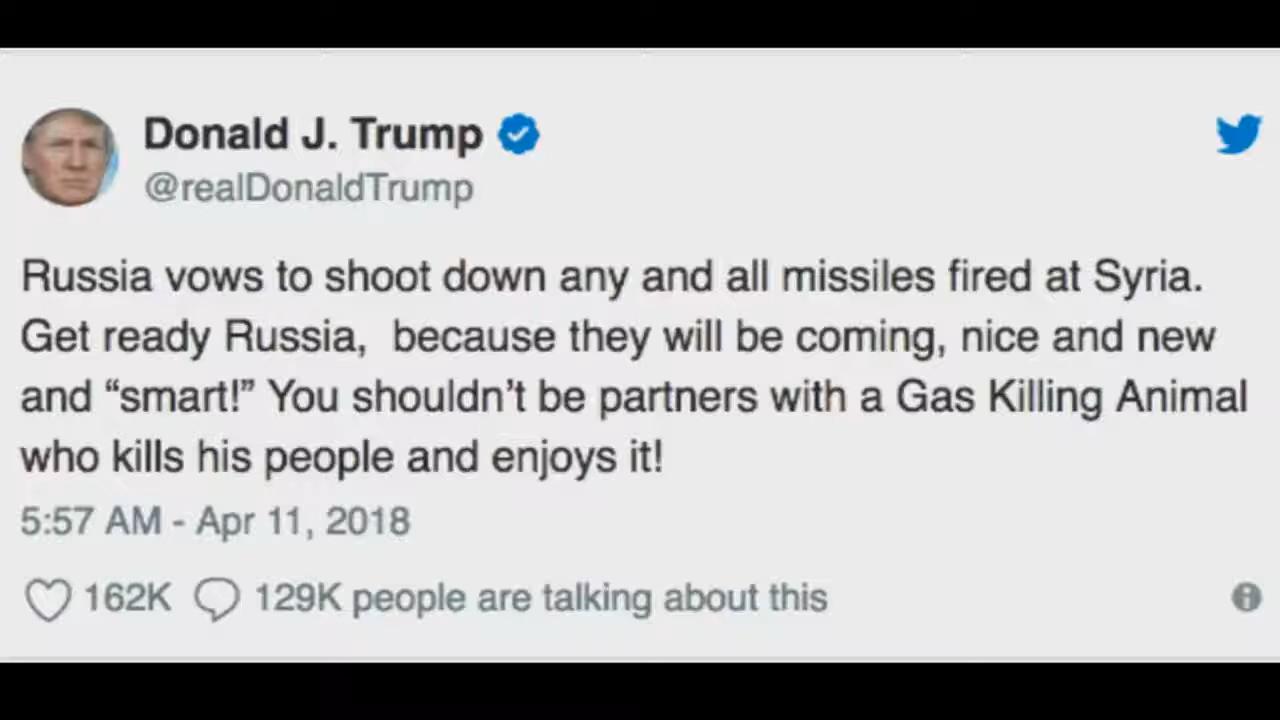 Donald J. Trump
@realDonaldTrump
Russia vows to shoot down any and all missiles fired at Syria.
Get ready Russia,  because they will be coming, nice and new
and “smart!” You shouldn’t be partners with a Gas Killing Animal
who kills his people and enjoys it!
5:57 AM - Apr 11, 2018
162K 129K people are talking about this